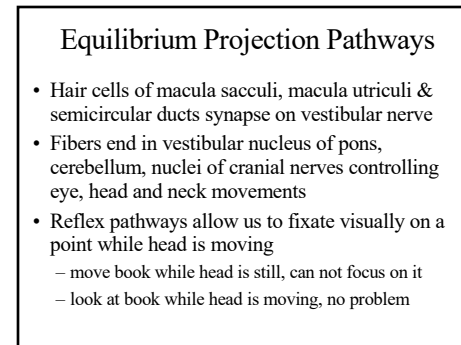 Equilibrium Projection Pathways
• Hair cells of macula sacculi, macula utriculi &
semicircular ducts synapse on vestibular nerve
• Fibers end in vestibular nucleus of pons,
cerebellum, nuclei of cranial nerves controlling
eye, head and neck movements
• Reflex pathways allow us to fixate visually on a
point while head is moving
– move book while head is still, can not focus on it
– look at book while head is moving, no problem